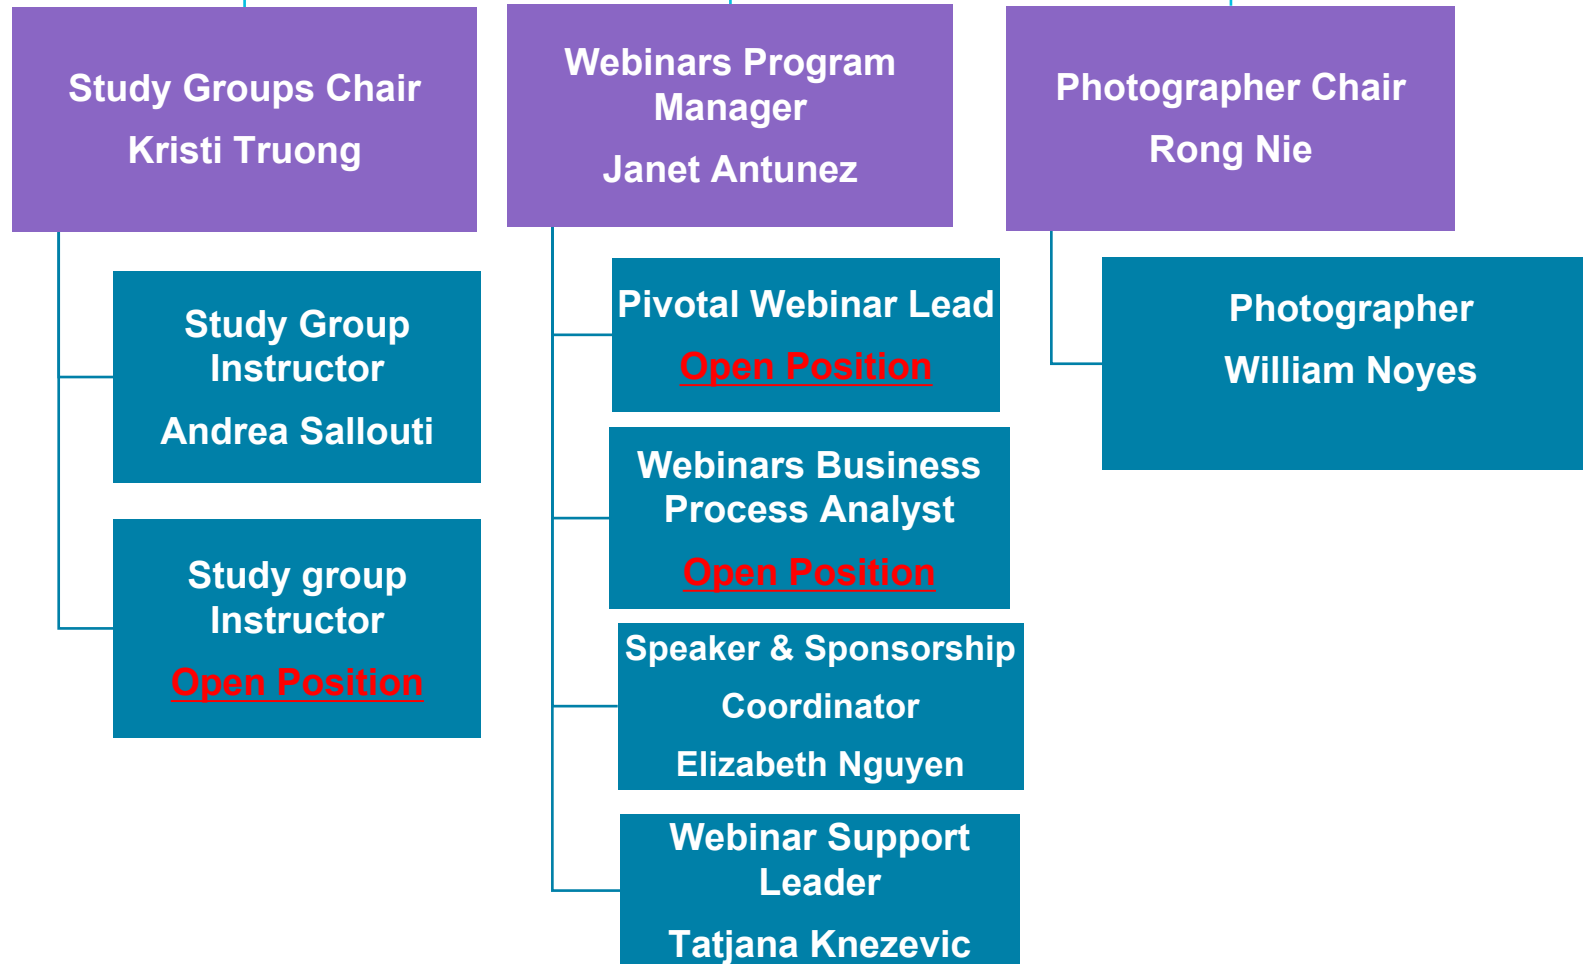 Study Groups Chair
Kristi Truong
Webinars Program
Manager
Janet Antunez
Photographer Chair
Rong Nie
Study Group
Instructor
Andrea Sallouti
Study group
Instructor
Open Position
Pivotal Webinar Lead
Open Position
Webinars Business
Process Analyst
Open Position
Speaker & Sponsorship
Coordinator
Elizabeth Nguyen
Webinar Support
Leader
Tatjana Knezevic
Photographer
William Noyes